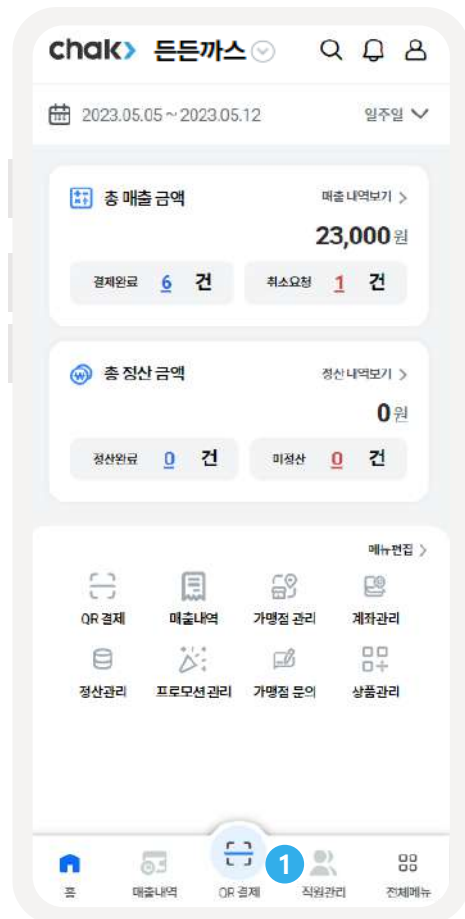 chak 든든까스
2023.05.05 ~ 2023.05.12 일주일
총 매출 금액 매출 내역보기 >
23,000 원
결제완료 6 건 취소요청 1 건
총 정산 금액 정산 내역보기 >
0 원
정산완료 0 건 미정산 0 건
메뉴편집 >
QR 결제 매출내역 가맹점 관리 계좌관리
정산관리 프로모션 관리 가맹점 문의 상품관리
1
홈 매출내역 QR 결제 직원관리 전체메뉴